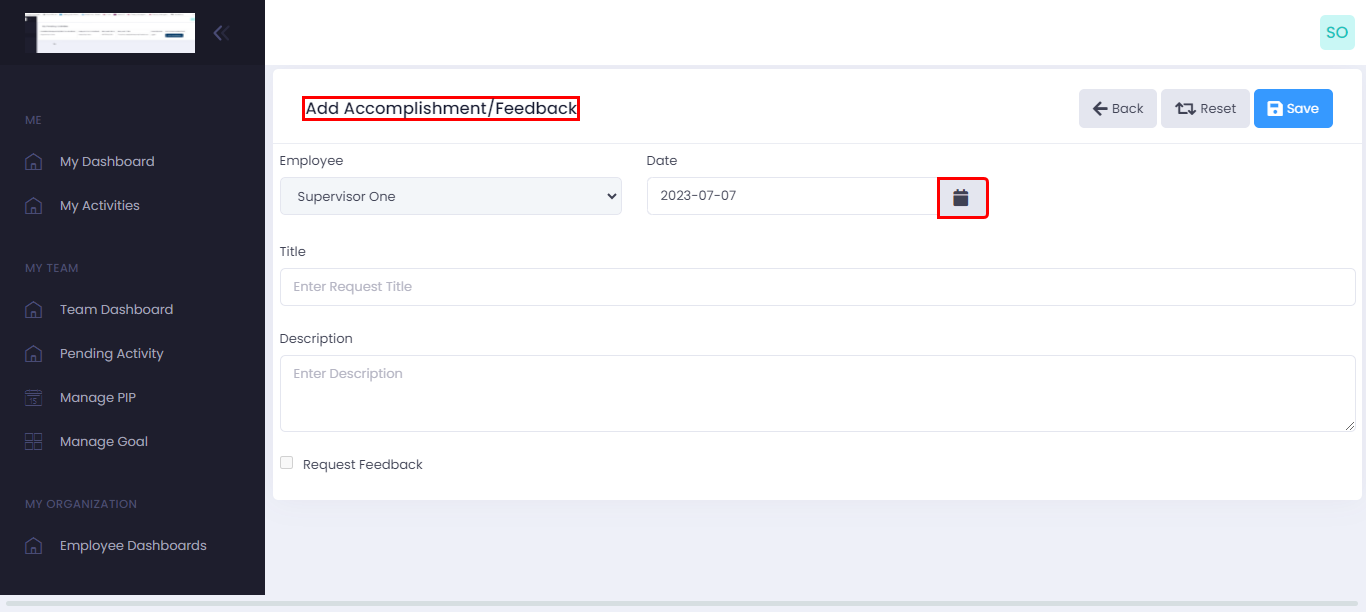 SO
ME
My Dashboard
My Activities
MY TEAM
Team Dashboard
Pending Activity
Manage PIP
Manage Goal
MY ORGANIZATION
Employee Dashboards
Add Accomplishment/Feedback
Back
Reset
Save
Employee
Date
Supervisor One
2023-07-07
Title
Enter Request Title
Description
Enter Description
Request Feedback